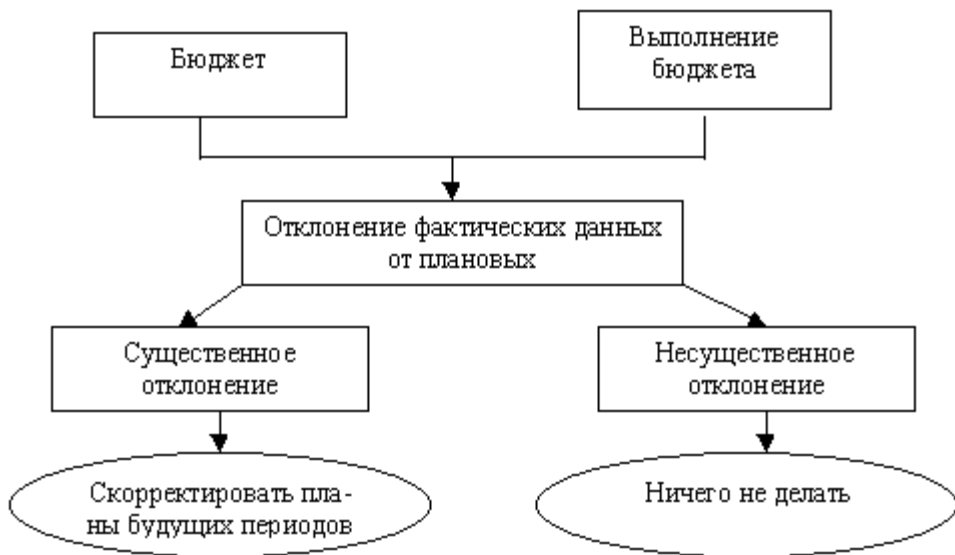 Бюджет
Выполнение
бюджета
Отклонение фактических данных
от плановых
Существенное
отклонение
Несущественное
отклонение
Скорректировать пла-
ны будущих периодов
Ничего не делать